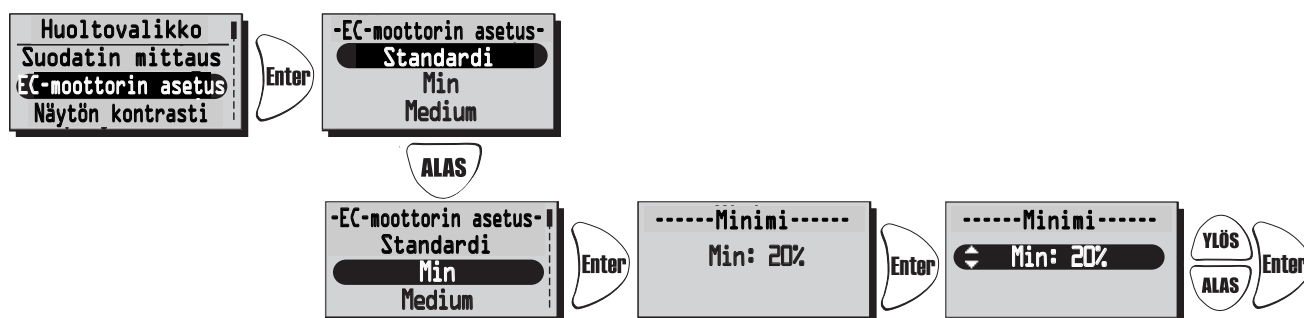 Huoltovalikko
Suodatin mittaus
EC-moottorin asetus
Näytön kontrasti
Enter
-EC-moottorin asetus-
Standardi
Min
Medium
ALAS
-EC-moottorin asetus-
Standardi
Min
Medium
Enter
------Minimi------
Min: 20%
Enter
------Minimi------
Min: 20%
YLÖS
ALAS
Enter